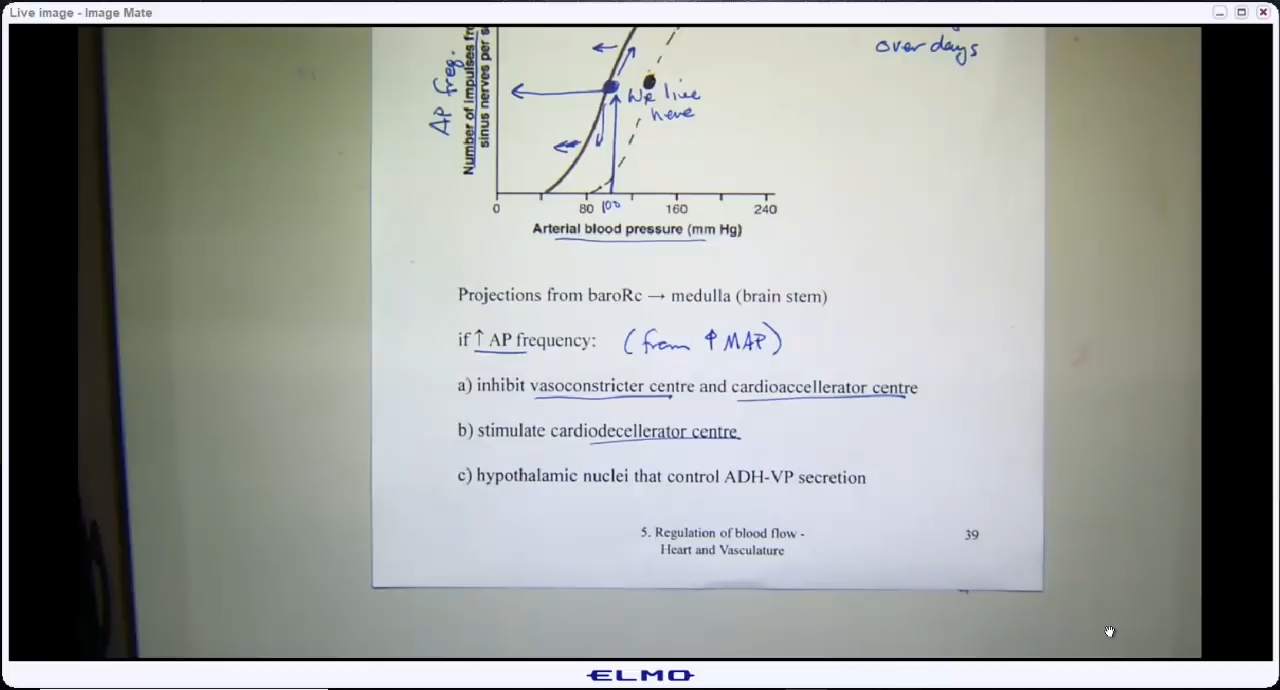 Live image - Image Mate
over days
AP freq.
Number of impulses
sinus nerves per
We live
here
0 80 100 160 240
Arterial blood pressure (mm Hg)
Projections from baroRc → medulla (brain stem)
if ↑ AP frequency: (from ↑ MAP)
a) inhibit vasoconstricter centre and cardioaccellerator centre
b) stimulate cardiodecellerator centre
c) hypothalamic nuclei that control ADH-VP secretion
5. Regulation of blood flow - 39
Heart and Vasculature
ELMO